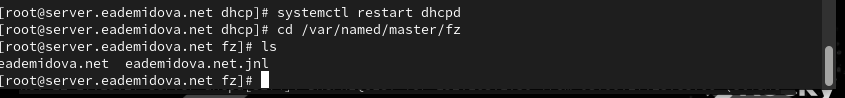 [root@server.eademidova.net dhcp]# systemctl restart dhcpd
[root@server.eademidova.net dhcp]# cd /var/named/master/fz
[root@server.eademidova.net fz]# ls
eademidova.net  eademidova.net.jnl
[root@server.eademidova.net fz]#